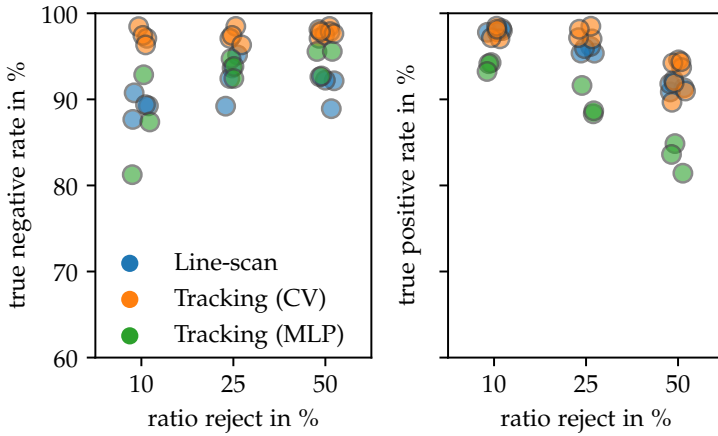 true negative rate in %
100
90
80
70
60
Line-scan
Tracking (CV)
Tracking (MLP)
10
25
50
ratio reject in %
true positive rate in %
10
25
50
ratio reject in %